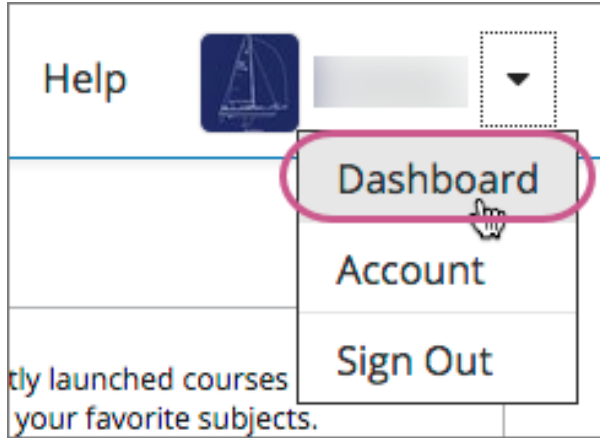 Help
Dashboard
Account
Sign Out
tly launched courses
your favorite subjects.